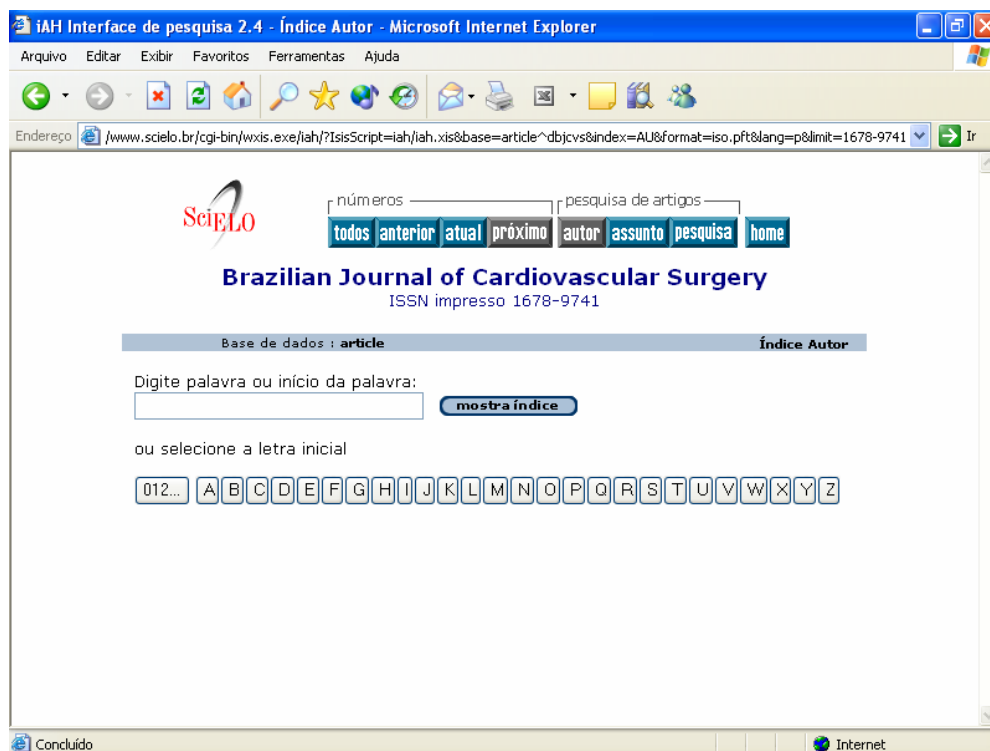 iAH Interface de pesquisa 2.4 - Índice Autor - Microsoft Internet Explorer
Arquivo Editar Exibir Favoritos Ferramentas Ajuda
Endereço /www.scielo.br/cgi-bin/wxis.exe/iah/?IsisScript=iah/iah.xis&base=article^dbjcvs&index=AU&format=iso.pft&lang=p&limit=1678-9741 Ir
SciELO
números pesquisa de artigos
todos anterior atual próximo autor assunto pesquisa home
Brazilian Journal of Cardiovascular Surgery
ISSN impresso 1678-9741
Base de dados : article Índice Autor
Digite palavra ou início da palavra:
mostra índice
ou selecione a letra inicial
012... A B C D E F G H I J K L M N O P Q R S T U V W X Y Z
Concluído Internet